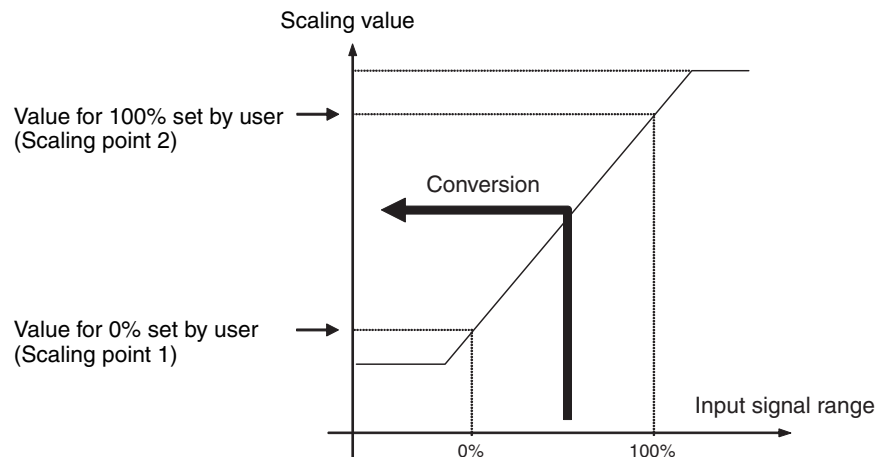 Scaling value
Value for 100% set by user
(Scaling point 2)
Conversion
Value for 0% set by user
(Scaling point 1)
Input signal range
0%
100%